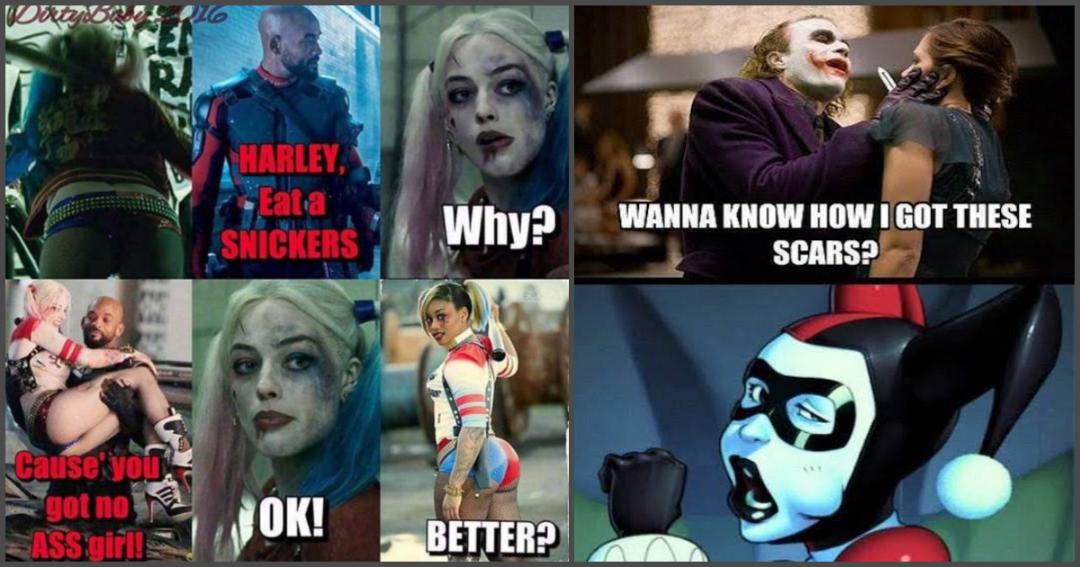 DirtyBaby 2016
HARLEY,
Eat a
SNICKERS
Why?
Cause' you
got no
ASS girl!
OK!
BETTER?
WANNA KNOW HOW I GOT THESE
SCARS?